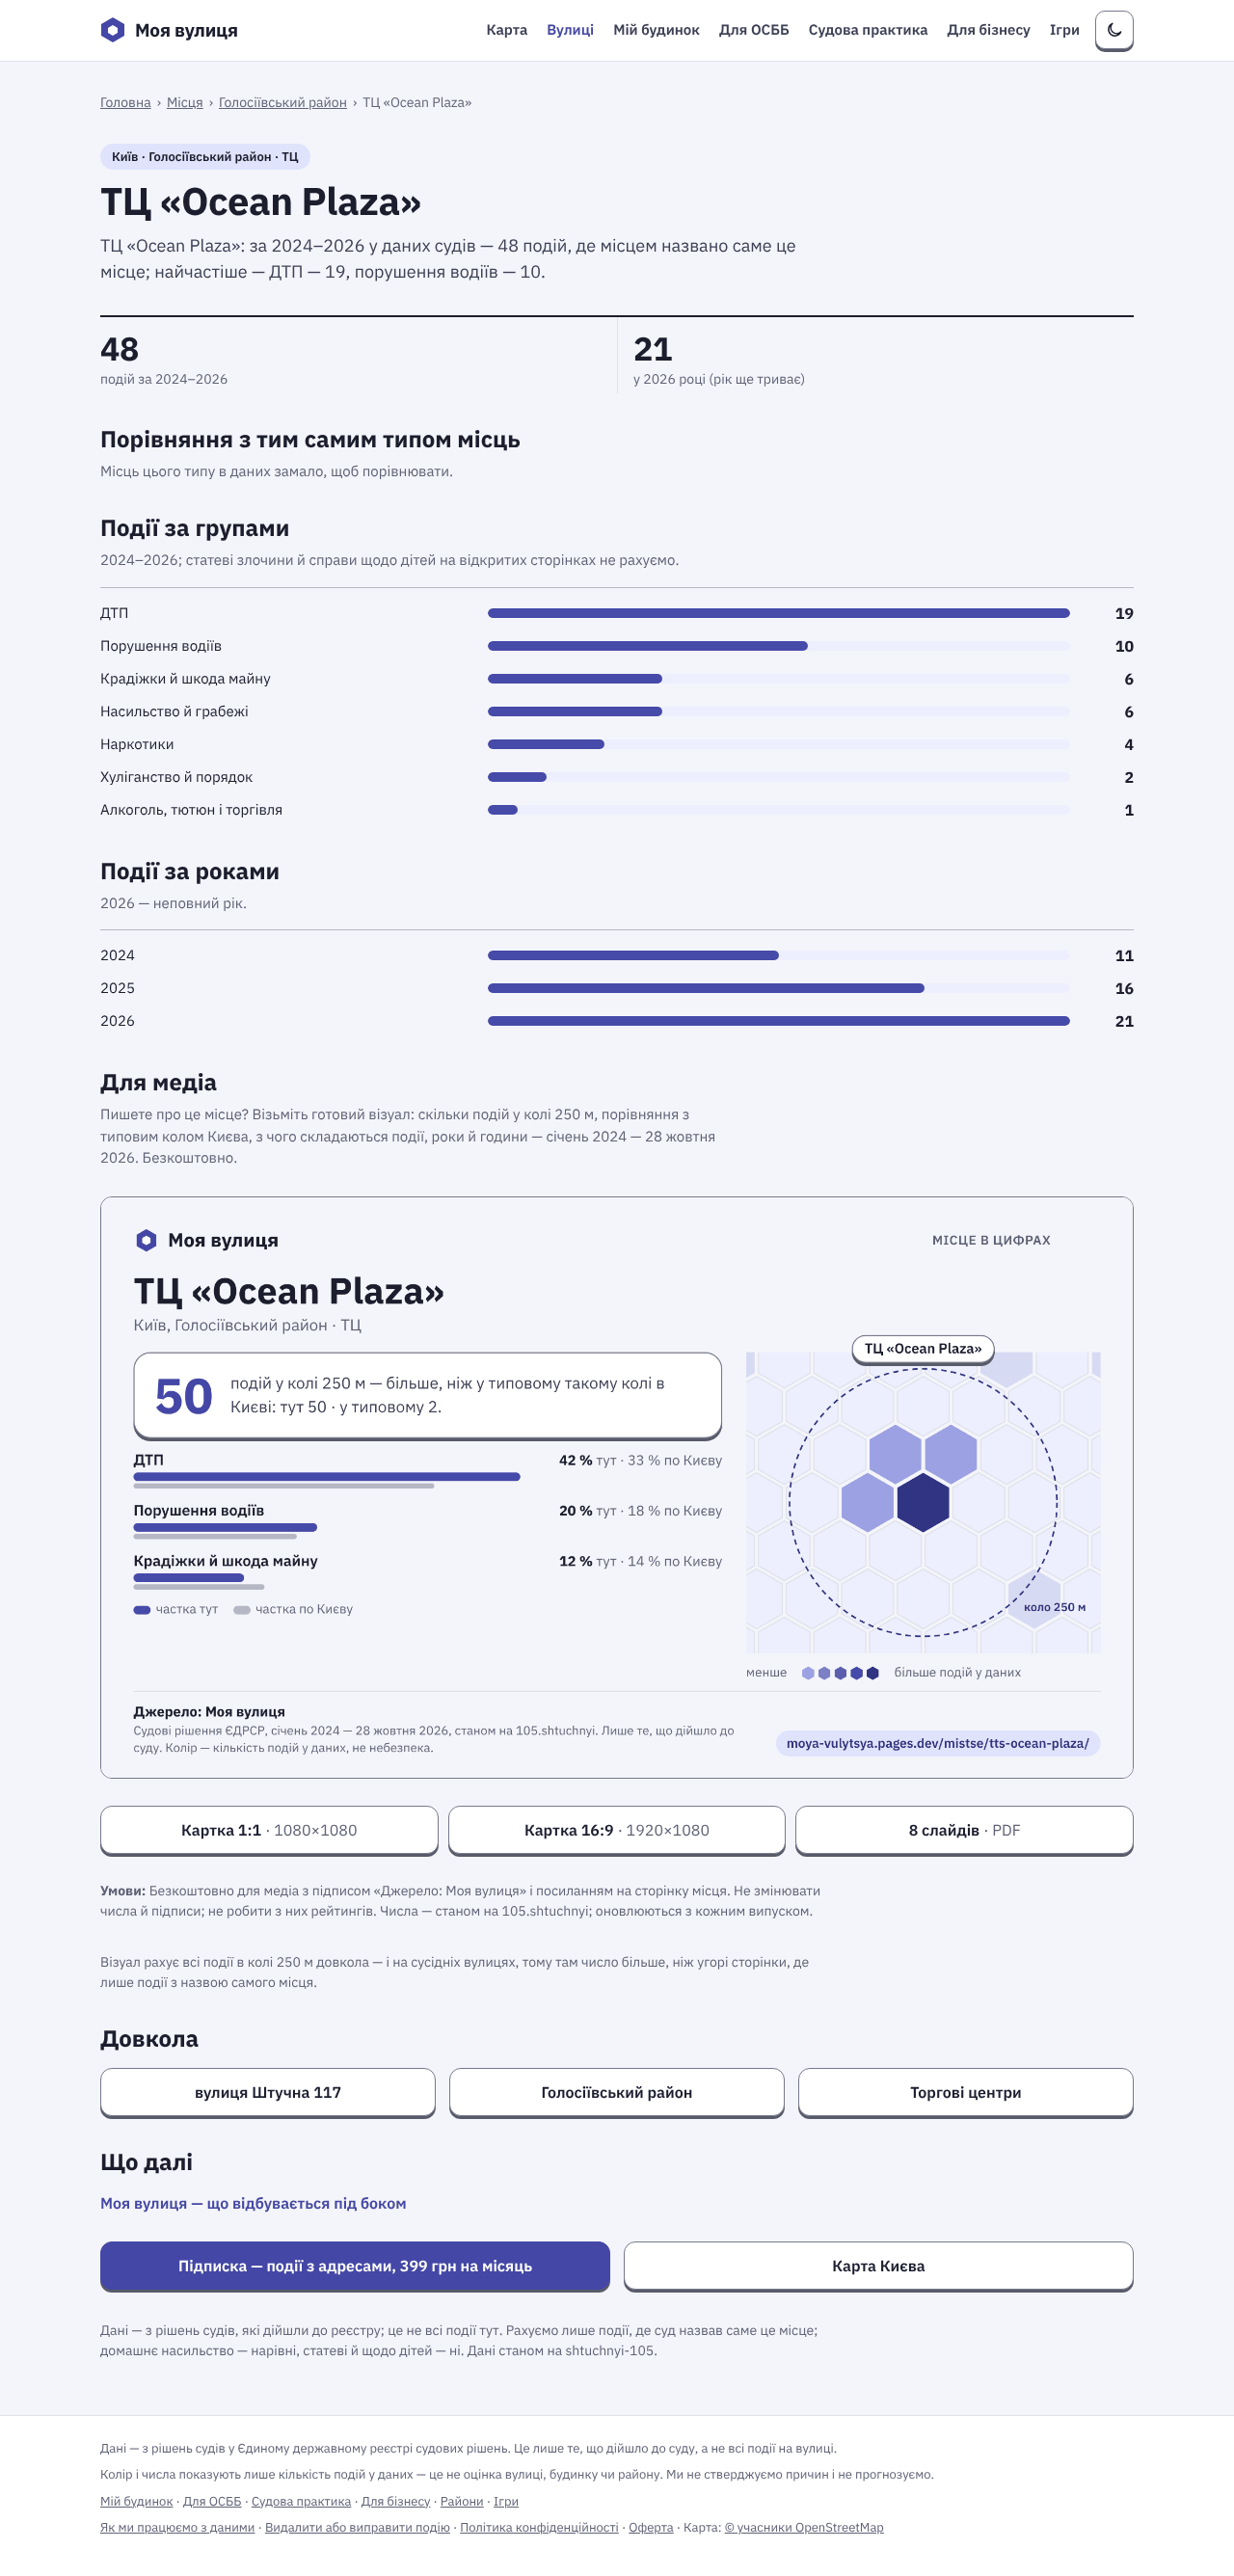 Моя вулиця
Карта Вулиці Мій будинок Для ОСББ Судова практика Для бізнесу Ігри
Головна › Місця › Голосіївський район › ТЦ «Ocean Plaza»
Київ · Голосіївський район · ТЦ
ТЦ «Ocean Plaza»
ТЦ «Ocean Plaza»: за 2024–2026 у даних судів — 48 подій, де місцем названо саме це
місце; найчастіше — ДТП — 19, порушення водіїв — 10.
48
подій за 2024–2026
21
у 2026 році (рік ще триває)
Порівняння з тим самим типом місць
Місць цього типу в даних замало, щоб порівнювати.
Події за групами
2024–2026; статеві злочини й справи щодо дітей на відкритих сторінках не рахуємо.
ДТП 19
Порушення водіїв 10
Крадіжки й шкода майну 6
Насильство й грабежі 6
Наркотики 4
Хуліганство й порядок 2
Алкоголь, тютюн і торгівля 1
Події за роками
2026 — неповний рік.
2024 11
2025 16
2026 21
Для медіа
Пишете про це місце? Візьміть готовий візуал: скільки подій у колі 250 м, порівняння з
типовим колом Києва, з чого складаються події, роки й години — січень 2024 — 28 жовтня
2026. Безкоштовно.
Моя вулиця
МІСЦЕ В ЦИФРАХ
ТЦ «Ocean Plaza»
Київ, Голосіївський район · ТЦ
50
подій у колі 250 м — більше, ніж у типовому такому колі в
Києві: тут 50 · у типовому 2.
ДТП 42 % тут · 33 % по Києву
Порушення водіїв 20 % тут · 18 % по Києву
Крадіжки й шкода майну 12 % тут · 14 % по Києву
частка тут частка по Києву
ТЦ «Ocean Plaza»
коло 250 м
менше більше подій у даних
Джерело: Моя вулиця
Судові рішення ЄДРСР, січень 2024 — 28 жовтня 2026, станом на 105.shtuchnyi. Лише те, що дійшло до
суду. Колір — кількість подій у даних, не небезпека.
moya-vulytsya.pages.dev/mistse/tts-ocean-plaza/
Картка 1:1 · 1080×1080
Картка 16:9 · 1920×1080
8 слайдів · PDF
Умови: Безкоштовно для медіа з підписом «Джерело: Моя вулиця» і посиланням на сторінку місця. Не змінювати
числа й підписи; не робити з них рейтингів. Числа — станом на 105.shtuchnyi; оновлюються з кожним випуском.
Візуал рахує всі події в колі 250 м довкола — і на сусідніх вулицях, тому там число більше, ніж угорі сторінки, де
лише події з назвою самого місця.
Довкола
вулиця Штучна 117
Голосіївський район
Торгові центри
Що далі
Моя вулиця — що відбувається під боком
Підписка — події з адресами, 399 грн на місяць
Карта Києва
Дані — з рішень судів, які дійшли до реєстру; це не всі події тут. Рахуємо лише події, де суд назвав саме це місце;
домашнє насильство — нарівні, статеві й щодо дітей — ні. Дані станом на shtuchnyi-105.
Дані — з рішень судів у Єдиному державному реєстрі судових рішень. Це лише те, що дійшло до суду, а не всі події на вулиці.
Колір і числа показують лише кількість подій у даних — це не оцінка вулиці, будинку чи району. Ми не стверджуємо причин і не прогнозуємо.
Мій будинок · Для ОСББ · Судова практика · Для бізнесу · Райони · Ігри
Як ми працюємо з даними · Видалити або виправити подію · Політика конфіденційності · Оферта · Карта: © учасники OpenStreetMap